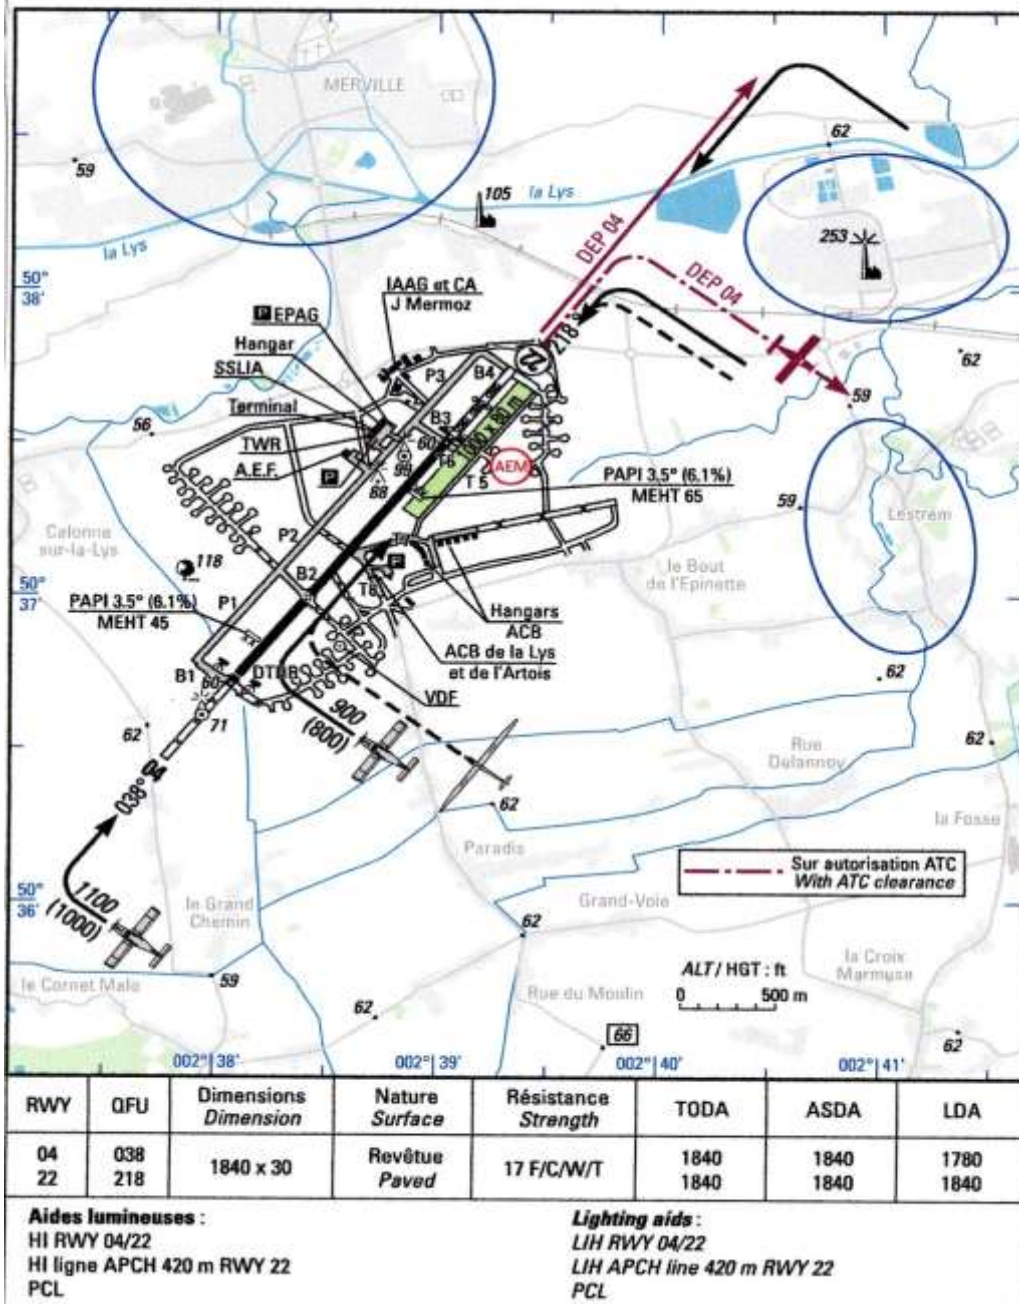 MERVILLE
62
59
la Lys
105
la Lys
DEP 04
253
50°
38'
IAAG et CA
J Mermoz
DEP 04
EPAG
P
Hangar
218°
22
SSLIA
P3
B4
62
Terminal
B3
59
56
TWR
60
A.E.F.
P
99
T6
AEM
88
T 5
PAPI 3,5° (6.1%)
MEHT 65
59
Lestrem
Calonne
sur-la-Lys
P2
T7
P
le Bout
de l'Epinette
118
B2
50°
37'
PAPI 3.5° (6.1%)
MEHT 45
P1
T8
Hangars
ACB
ACB de la Lys
et de l'Artois
B1
60
VDF
62
62
71
900
(800)
Rue
Delannoy
62
038° 04
62
la Fosse
Paradis
Sur autorisation ATC
With ATC clearance
1100
(1000)
50°
36'
le Grand
Chemin
Grand-Voie
62
la Croix
Marmuse
ALT / HGT : ft
0 500 m
le Cornet Malo
59
Rue du Moulin
62
66
62
002° 38'
002° 39'
002° 40'
002° 41'
RWY QFU Dimensions Nature Résistance TODA ASDA LDA
Dimension Surface Strength
04 038 1840 x 30 Revêtue 17 F/C/W/T 1840 1840 1780
22 218 Paved 1840 1840 1840
Aides lumineuses :
HI RWY 04/22
HI ligne APCH 420 m RWY 22
PCL
Lighting aids :
LIH RWY 04/22
LIH APCH line 420 m RWY 22
PCL